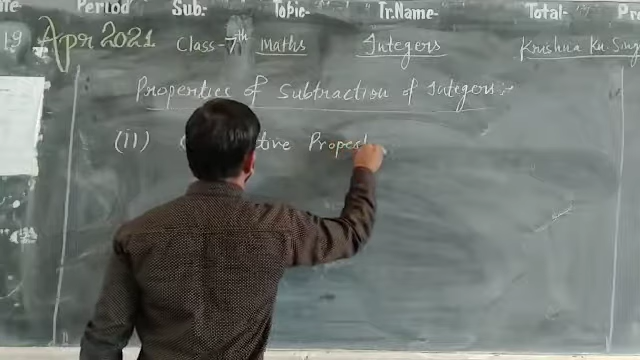 Period Sub:- Topic- Tr.Name- Total-
19 Apr 2021 Class-7th Maths Integers Krishna Ku. Sing
Properties of Subtraction of Integers:-
(ii) tive Propert